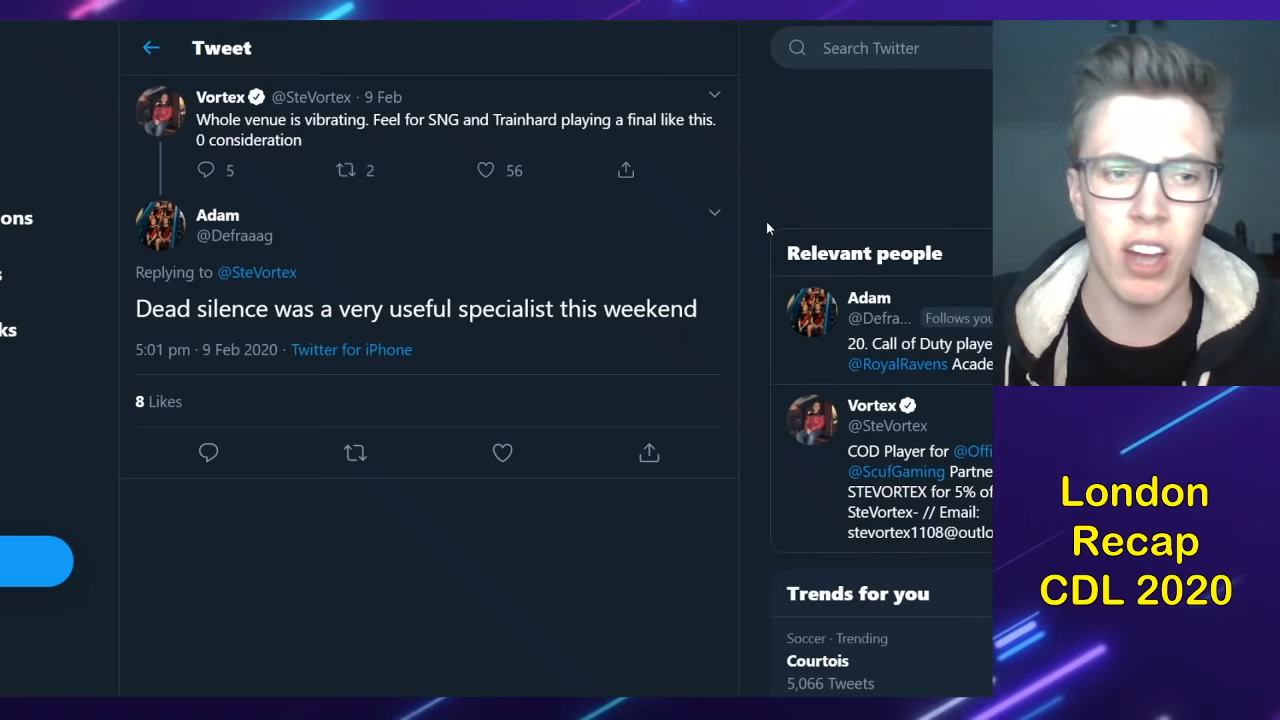 Tweet
Search Twitter
Vortex @SteVortex · 9 Feb
Whole venue is vibrating. Feel for SNG and Trainhard playing a final like this.
0 consideration
5 2 56
ons
Adam
@Defraaag
s
Replying to @SteVortex
Dead silence was a very useful specialist this weekend
ks
5:01 pm · 9 Feb 2020 · Twitter for iPhone
8 Likes
Relevant people
Adam
@Defra... Follows you
20. Call of Duty playe
@RoyalRavens Acade
Vortex
@SteVortex
COD Player for @Offi
@ScufGaming Partne
STEVORTEX for 5% of
SteVortex- // Email:
stevortex1108@outlo
Trends for you
Soccer · Trending
Courtois
5,066 Tweets
London
Recap
CDL 2020